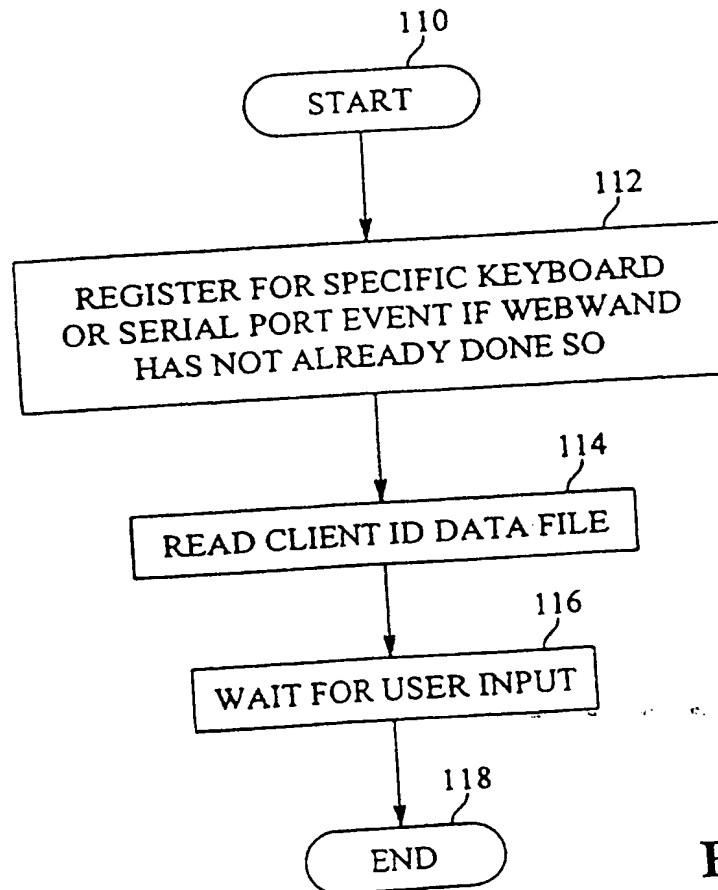 110
START
112
REGISTER FOR SPECIFIC KEYBOARD
OR SERIAL PORT EVENT IF WEBWAND
HAS NOT ALREADY DONE SO
114
READ CLIENT ID DATA FILE
116
WAIT FOR USER INPUT
118
END